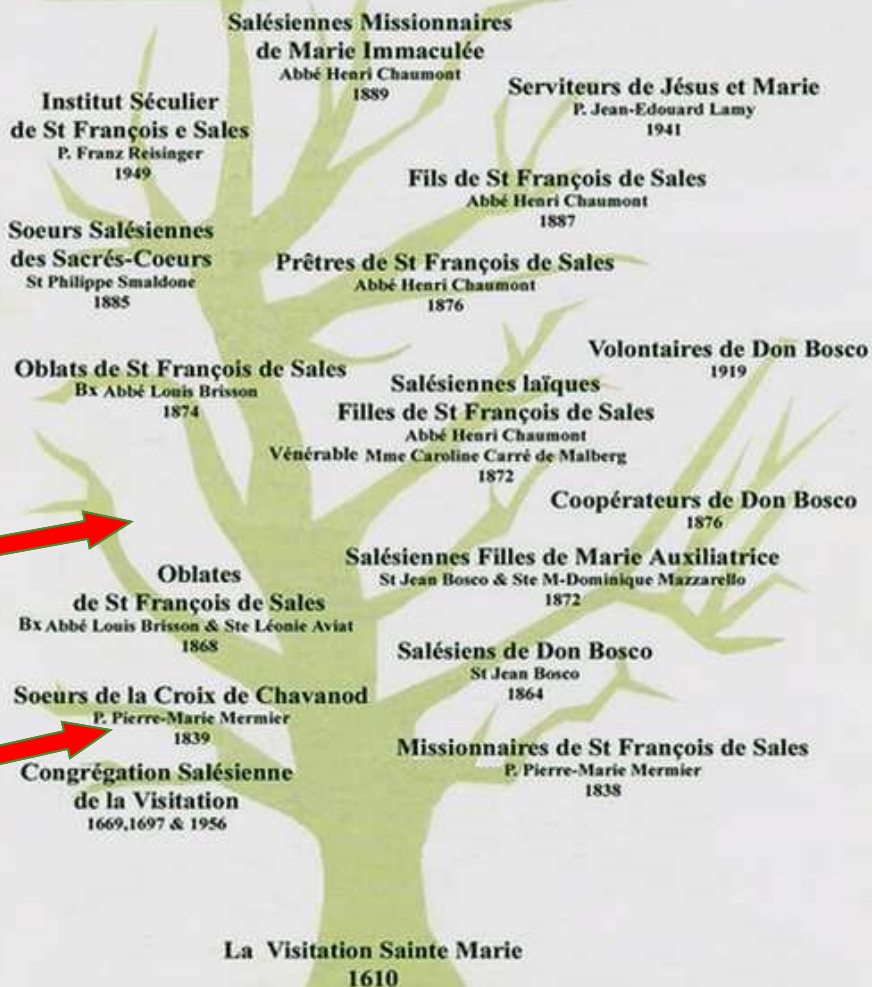 Salésiennes Missionnaires
de Marie Immaculée
Abbé Henri Chaumont
1889
Serviteurs de Jésus et Marie
P. Jean-Edouard Lamy
1941
Institut Séculier
de St François e Sales
P. Franz Reisinger
1949
Fils de St François de Sales
Abbé Henri Chaumont
1887
Soeurs Salésiennes
des Sacrés-Coeurs
St Philippe Smaldone
1885
Prêtres de St François de Sales
Abbé Henri Chaumont
1876
Volontaires de Don Bosco
1919
Oblats de St François de Sales
Bx Abbé Louis Brisson
1874
Salésiennes laïques
Filles de St François de Sales
Abbé Henri Chaumont
Vénérable Mme Caroline Carré de Malberg
1872
Coopérateurs de Don Bosco
1876
Salésiennes Filles de Marie Auxiliatrice
St Jean Bosco & Ste M-Dominique Mazzarello
1872
Oblates
de St François de Sales
Bx Abbé Louis Brisson & Ste Léonie Aviat
1868
Salésiens de Don Bosco
St Jean Bosco
1864
Soeurs de la Croix de Chavanod
P. Pierre-Marie Mermier
1839
Missionnaires de St François de Sales
P. Pierre-Marie Mermier
1838
Congrégation Salésienne
de la Visitation
1669,1697 & 1956
La Visitation Sainte Marie
1610